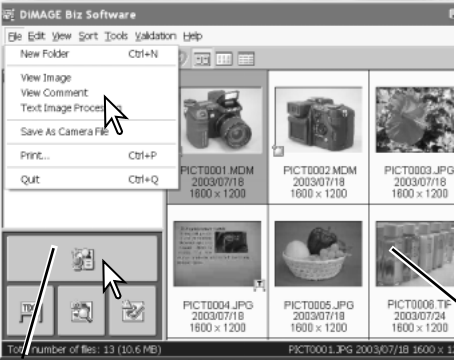 DiMAGE Biz Software
File Edit View Sort Tools Validation Help
New Folder Ctrl+N
View Image
View Comment
Text Image Process
Save As Camera File
Print... Ctrl+P
Quit Ctrl+Q
PICT0001.MDM
2003/07/18
1600 x 1200
PICT0002.MDM
2003/07/18
1600 x 1200
PICT0003.JPG
2003/07/18
1600 x 1200
PICT0004.JPG
2003/07/18
1600 x 1200
PICT0005.JPG
2003/07/18
1600 x 1200
PICT0006.TIF
2003/07/24
1600 x 1200
Total number of files: 13 (10.6 MB) PICT0001.JPG 2003/07/18 1600 x